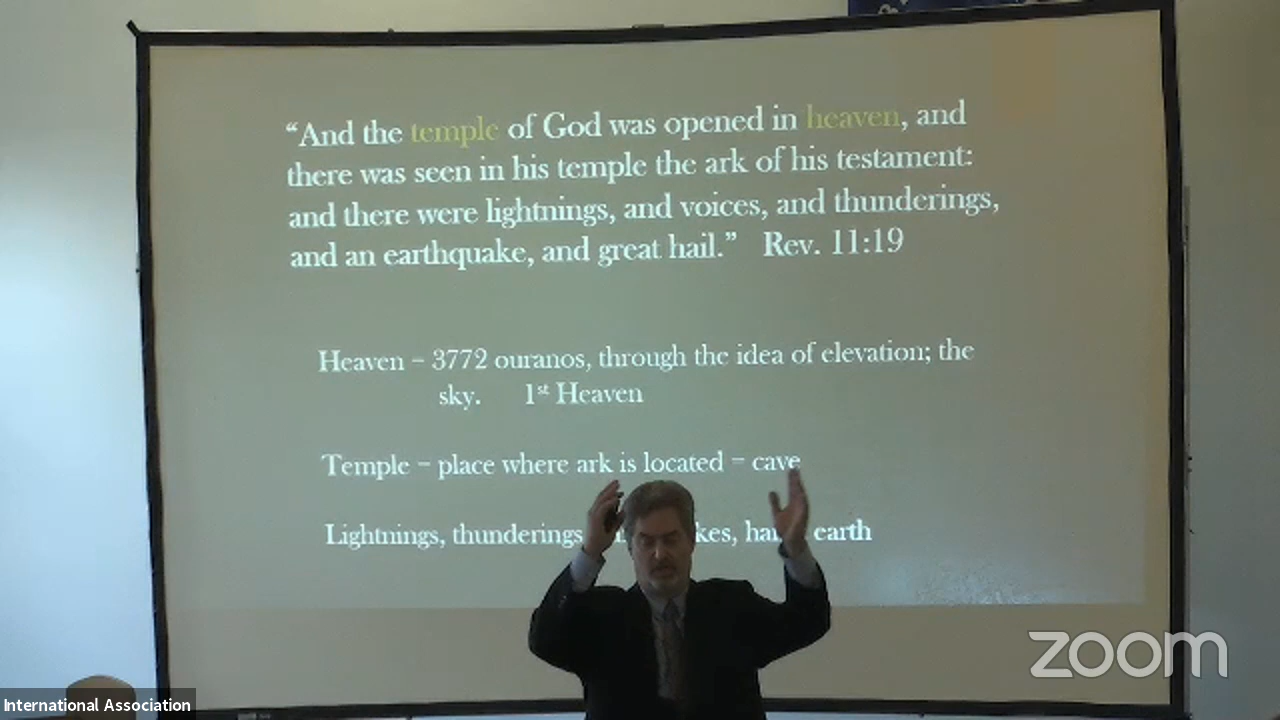 “And the temple of God was opened in heaven, and
there was seen in his temple the ark of his testament:
and there were lightnings, and voices, and thunderings,
and an earthquake, and great hail.” Rev. 11:19
Heaven – 3772 ouranos, through the idea of elevation; the
sky. 1st Heaven
Temple – place where ark is located – cave
Lightnings, thunderings earth
zoom
International Association